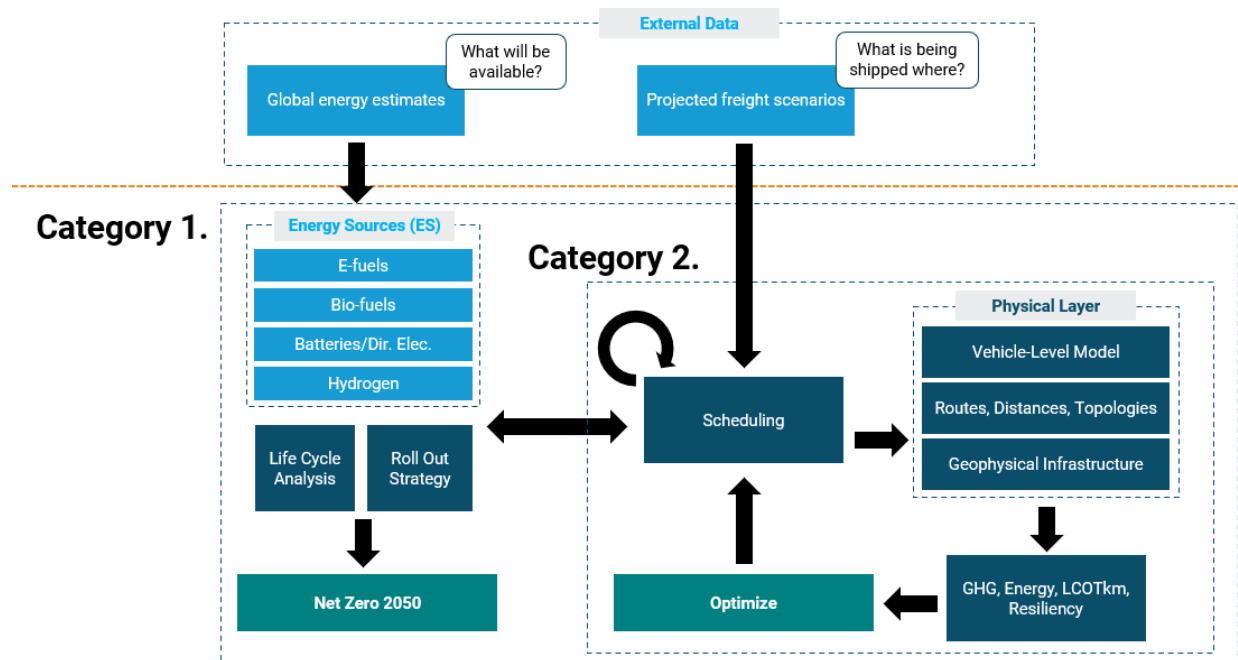 External Data
What will be
available?
Global energy estimates
What is being
shipped where?
Projected freight scenarios
Category 1.
Energy Sources (ES)
E-fuels
Bio-fuels
Batteries/Dir. Elec.
Hydrogen
Life Cycle
Analysis
Roll Out
Strategy
Net Zero 2050
Category 2.
Scheduling
Physical Layer
Vehicle-Level Model
Routes, Distances, Topologies
Geophysical Infrastructure
GHG, Energy, LCOTkm,
Resiliency
Optimize